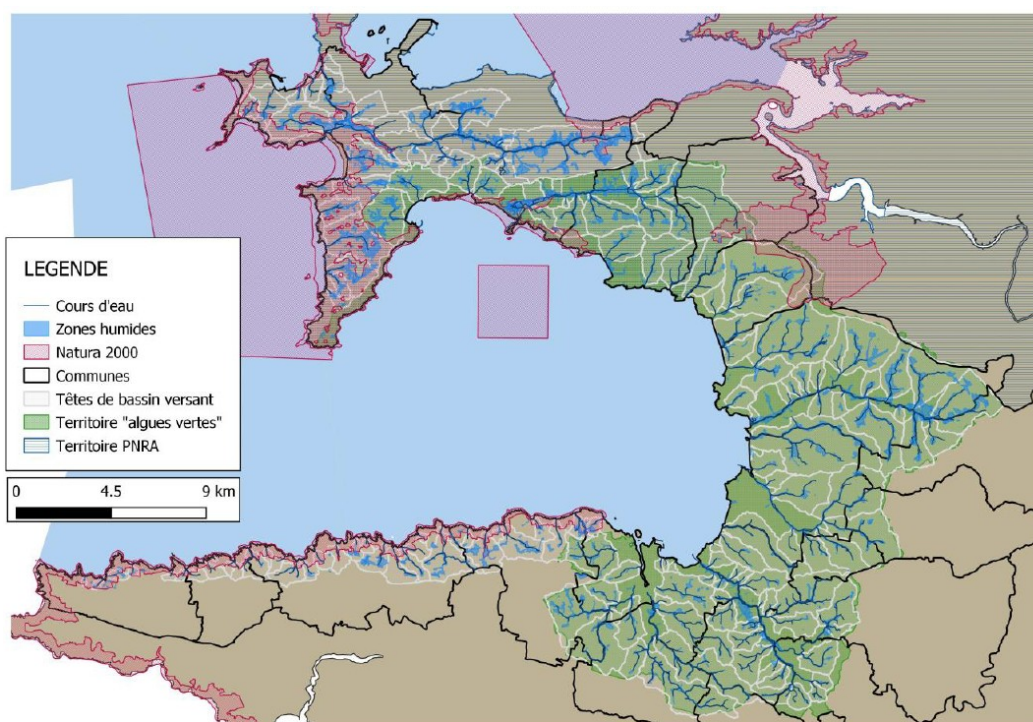 LEGENDE
Cours d'eau
Zones humides
Natura 2000
Communes
Têtes de bassin versant
Territoire "algues vertes"
Territoire PNRA
0 4.5 9 km